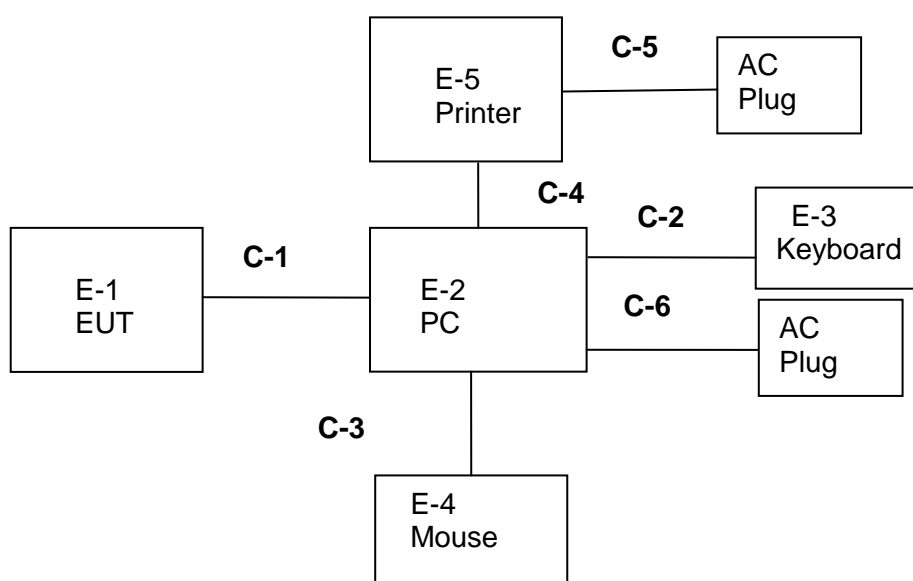 C-5
E-5
Printer
AC
Plug
C-4
C-2
E-3
Keyboard
C-1
E-1
EUT
E-2
PC
C-6
AC
Plug
C-3
E-4
Mouse